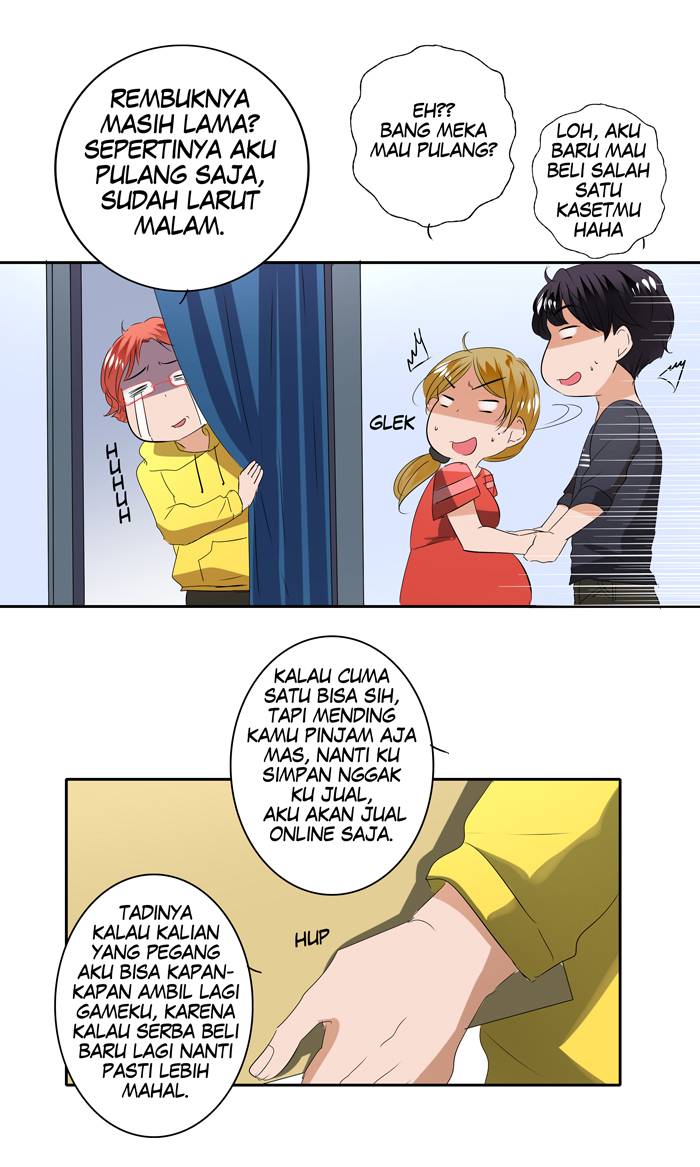 REMBUKNYA
MASIH LAMA?
SEPERTINYA AKU
PULANG SAJA,
SUDAH LARUT
MALAM.
EH??
BANG MEKA
MAU PULANG?
LOH, AKU
BARU MAU
BELI SALAH
SATU
KASETMU
HAHA
HUHUH
GLEK
KALAU CUMA
SATU BISA SIH,
TAPI MENDING
KAMU PINJAM AJA
MAS, NANTI KU
SIMPAN NGGAK
KU JUAL,
AKU AKAN JUAL
ONLINE SAJA.
HUP
TADINYA
KALAU KALIAN
YANG PEGANG
AKU BISA KAPAN-
KAPAN AMBIL LAGI
GAMEKU, KARENA
KALAU SERBA BELI
BARU LAGI NANTI
PASTI LEBIH
MAHAL.